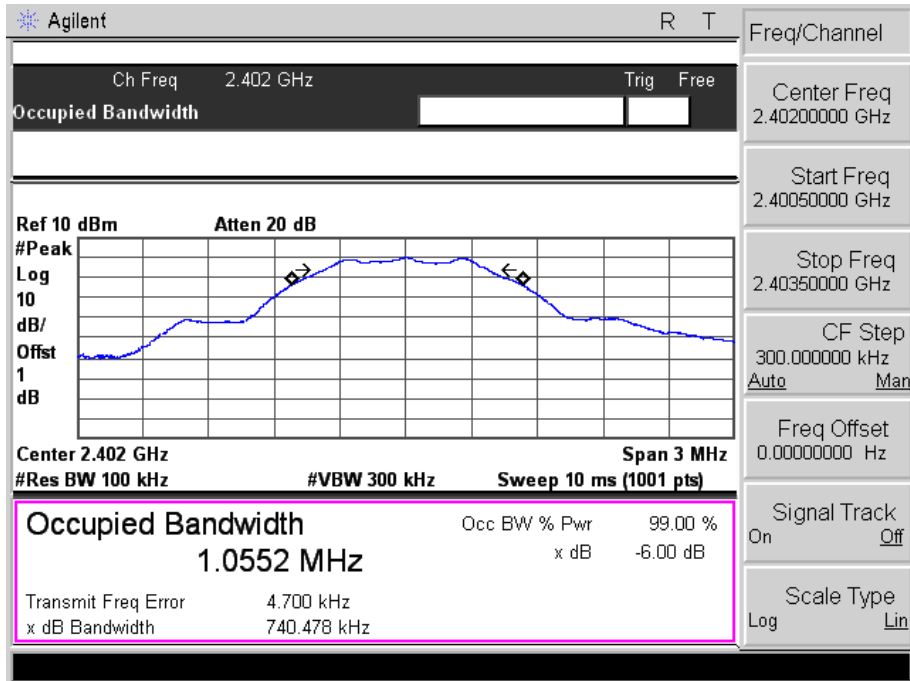 Agilent R T
Ch Freq 2.402 GHz Trig Free
Occupied Bandwidth
Ref 10 dBm Atten 20 dB
#Peak
Log
10
dB/
Offst
1
dB
Center 2.402 GHz Span 3 MHz
#Res BW 100 kHz #VBW 300 kHz Sweep 10 ms (1001 pts)
Occupied Bandwidth Occ BW % Pwr 99.00 %
1.0552 MHz x dB -6.00 dB
Transmit Freq Error 4.700 kHz
x dB Bandwidth 740.478 kHz
Freq/Channel
Center Freq
2.40200000 GHz
Start Freq
2.40050000 GHz
Stop Freq
2.40350000 GHz
CF Step
300.000000 kHz
Auto Man
Freq Offset
0.00000000 Hz
Signal Track
On Off
Scale Type
Log Lin